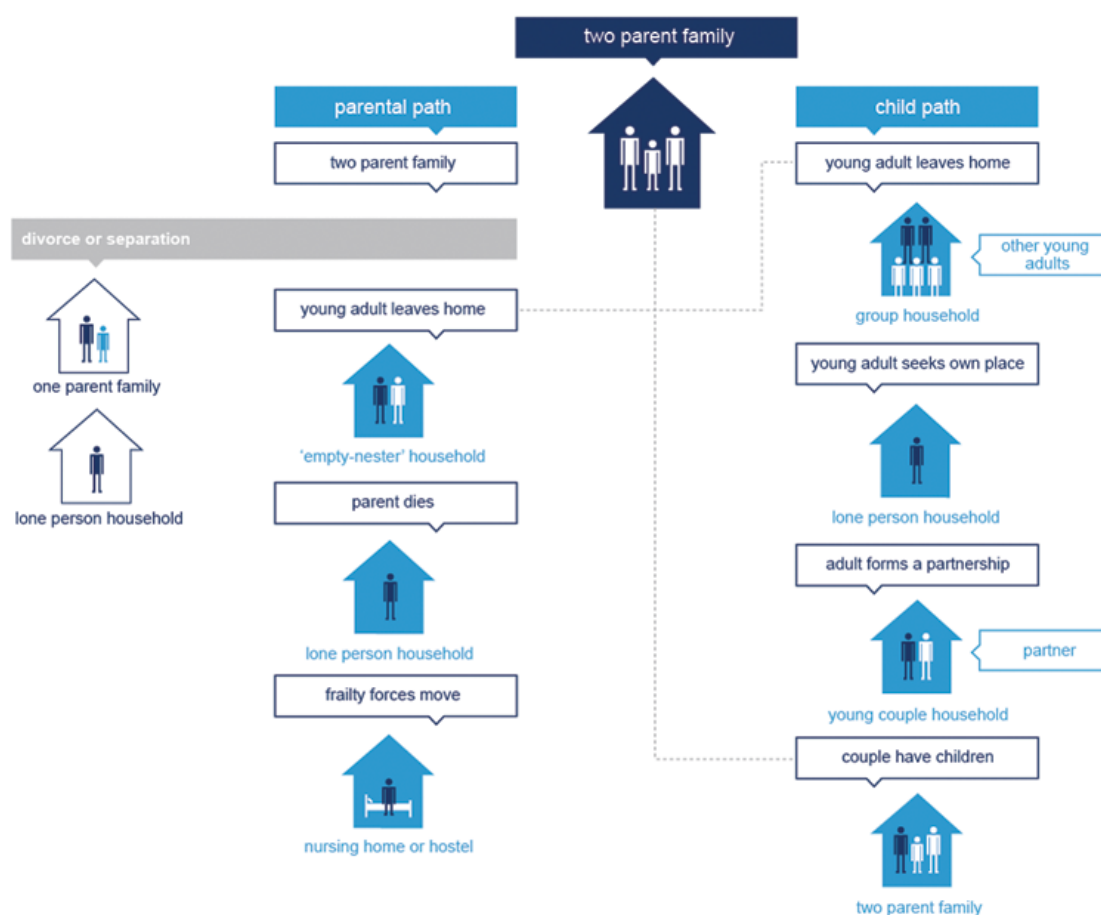 two parent family
parental path
two parent family
divorce or separation
one parent family
lone person household
young adult leaves home
'empty-nester' household
parent dies
lone person household
frailty forces move
nursing home or hostel
child path
young adult leaves home
other young
adults
group household
young adult seeks own place
lone person household
adult forms a partnership
partner
young couple household
couple have children
two parent family